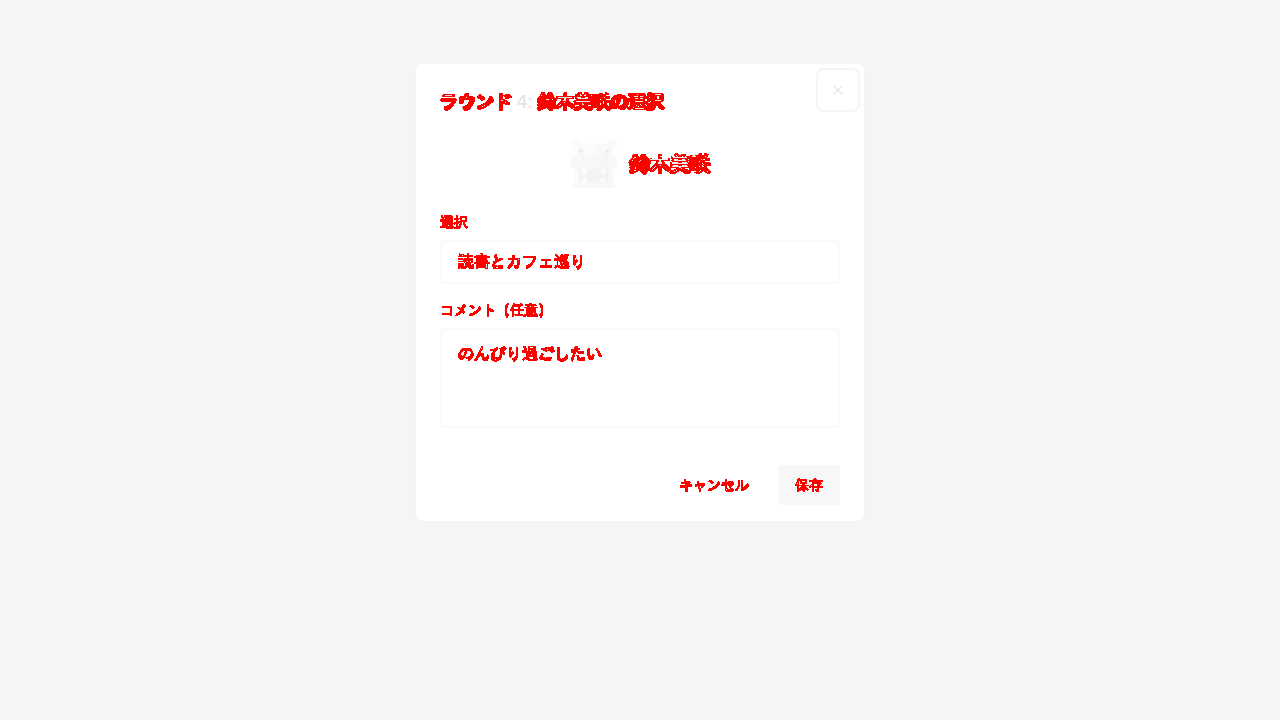 ラウンド 4: 鈴木美咲の選択
鈴木美咲
選択
読書とカフェ巡り
コメント（任意）
のんびり過ごしたい
キャンセル
保存